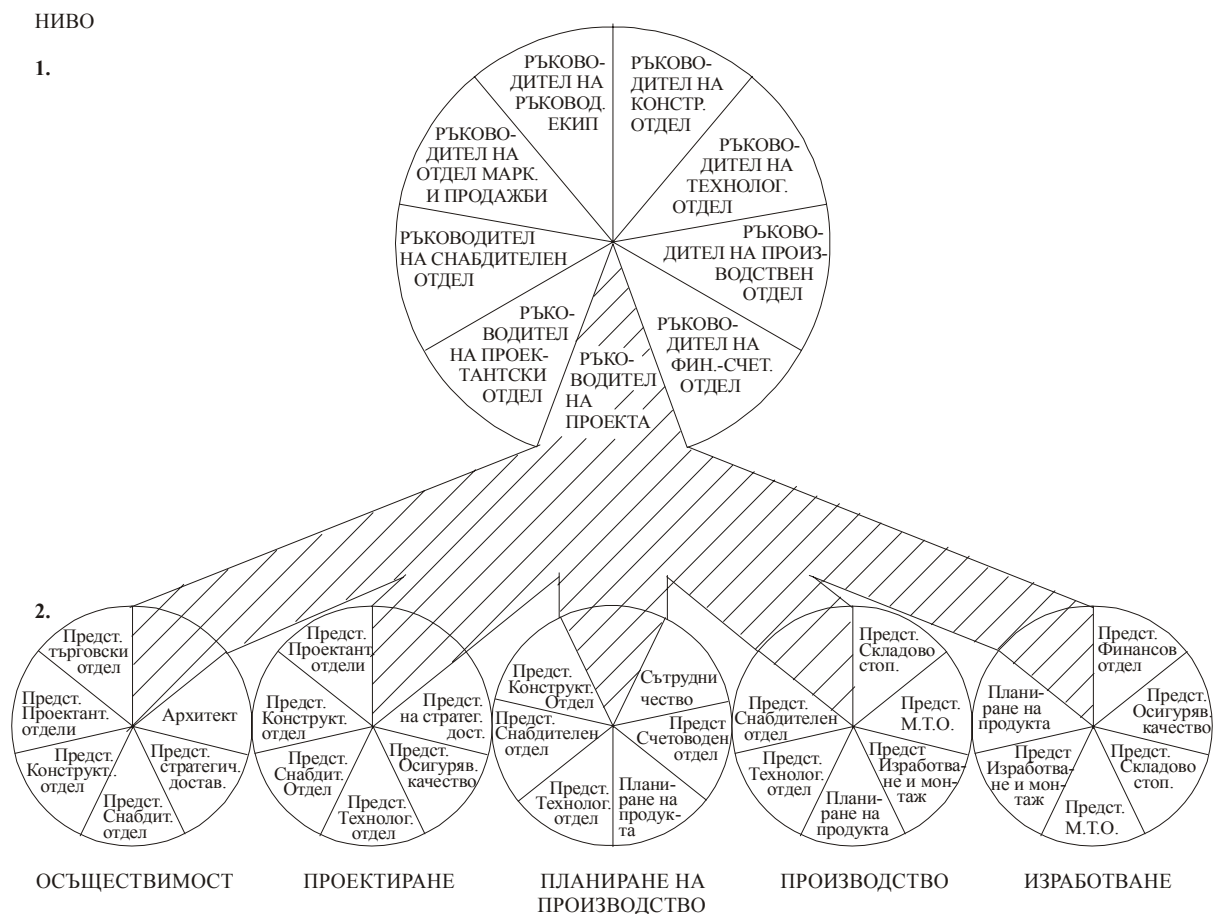 НИВО
1.
РЪКОВО-
ДИТЕЛ НА
РЪКОВОД.
ЕКИП
РЪКОВО-
ДИТЕЛ НА
КОНСТР.
ОТДЕЛ
РЪКОВО-
ДИТЕЛ НА
ОТДЕЛ МАРК.
И ПРОДАЖБИ
РЪКОВО-
ДИТЕЛ НА
ТЕХНОЛОГ.
ОТДЕЛ
РЪКОВОДИТЕЛ
НА СНАБДИТЕЛЕН
ОТДЕЛ
РЪКОВО-
ДИТЕЛ НА ПРОИЗ-
ВОДСТВЕН
ОТДЕЛ
РЪКО-
ВОДИТЕЛ
НА ПРОЕК-
ТАНТСКИ
ОТДЕЛ
РЪКО-
ВОДИТЕЛ
НА
ПРОЕКТА
РЪКОВО-
ДИТЕЛ НА
ФИН.-СЧЕТ.
ОТДЕЛ
2.
Предст.
търговски
отдел
Предст.
Проектант.
отдели
Предст.
Конструкт..
отдел
Предст.
Снабдит.
отдел
Предст.
стратегич.
достав.
Архитект
Предст.
Проектант.
отдели
Предст.
Конструкт.
отдел
Предст.
Снабдит.
Отдел
Предст.
Технолог.
отдел
Предст.
Осигуряв.
качество
Предст.
на стратег.
дост.
Предст.
Конструкт.
Отдел
Предст.
Снабдителен
отдел
Предст.
Технолог.
отдел
Плани-
ране на
продук-
та
Предст
Счетоводен
отдел
Сътрудни
чество
Предст.
Складово
стоп.
Предст.
М.Т.О.
Предст
Изработва-
не и мон-
таж
Плани-
ране на
продукта
Предст.
Технолог.
отдел
Предст.
Снабдителен
отдел
Предст.
Финансов
отдел
Предст.
Осигуряв.
качество
Предст.
Складово
стоп.
Предст.
М.Т.О.
Предст
Изработва-
не и мон-
таж
Плани-
ране на
продукта
ОСЪЩЕСТВИМОСТ
ПРОЕКТИРАНЕ
ПЛАНИРАНЕ НА
ПРОИЗВОДСТВО
ПРОИЗВОДСТВО
ИЗРАБОТВАНЕ